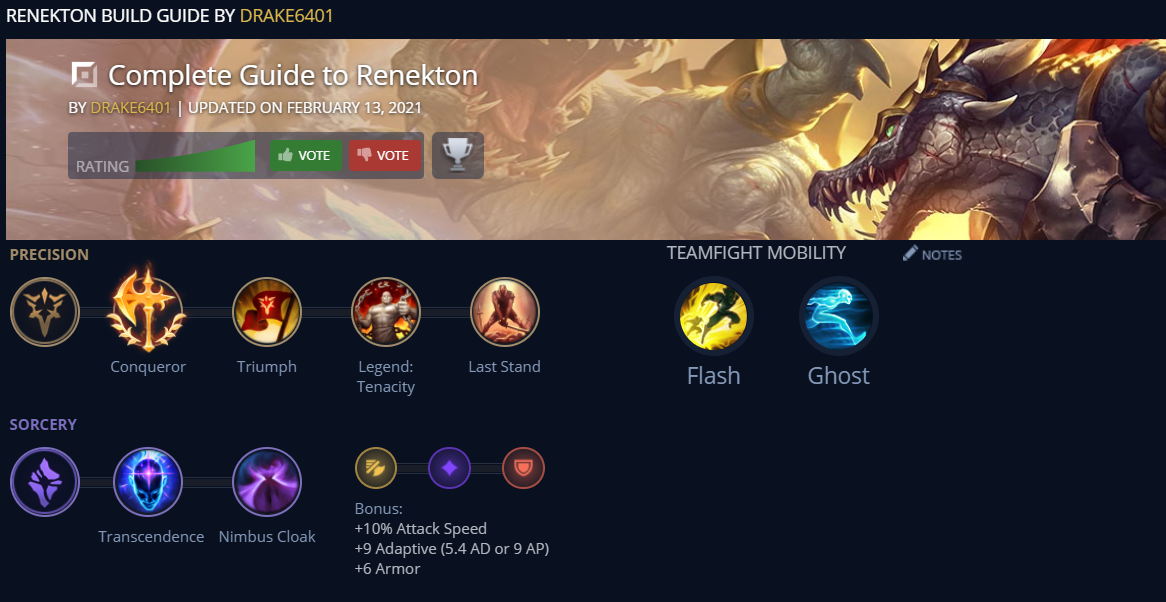 RENEKTON BUILD GUIDE BY DRAKE6401
Complete Guide to Renekton
BY DRAKE6401 | UPDATED ON FEBRUARY 13, 2021
RATING VOTE VOTE
PRECISION
Conqueror Triumph Legend: Tenacity Last Stand
TEAMFIGHT MOBILITY NOTES
Flash Ghost
SORCERY
Transcendence Nimbus Cloak
Bonus:
+10% Attack Speed
+9 Adaptive (5.4 AD or 9 AP)
+6 Armor